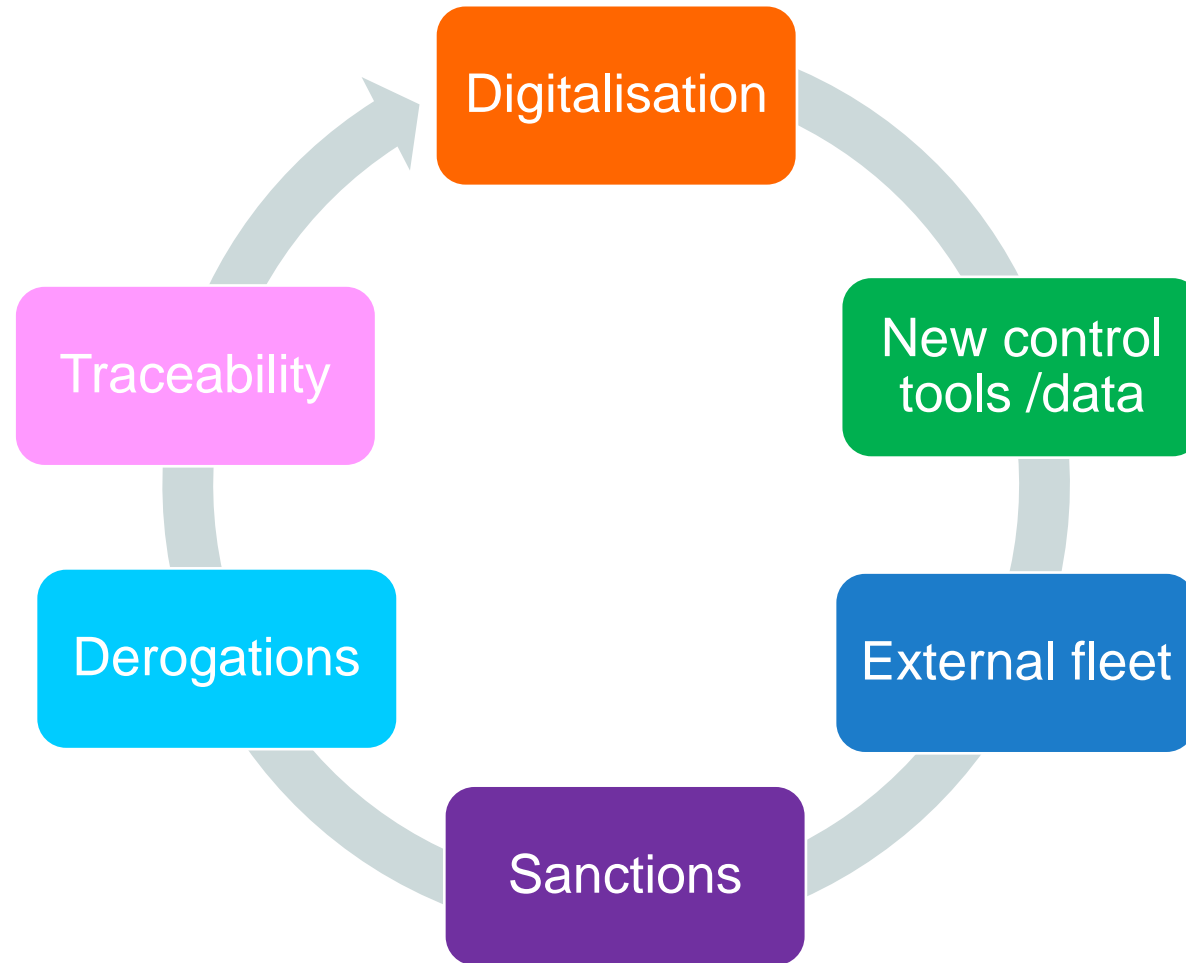 Digitalisation
New control
tools /data
External fleet
Sanctions
Derogations
Traceability